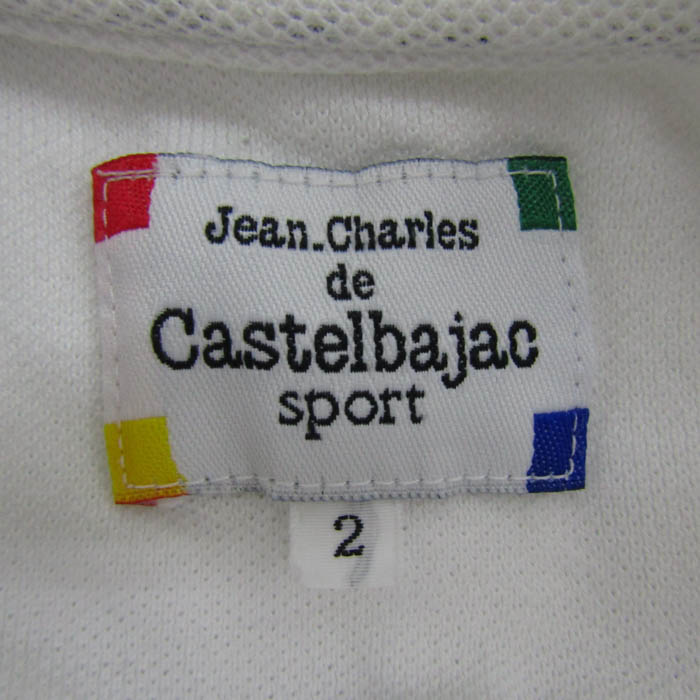 Jean-Charles
de
Castelbajac
sport
2